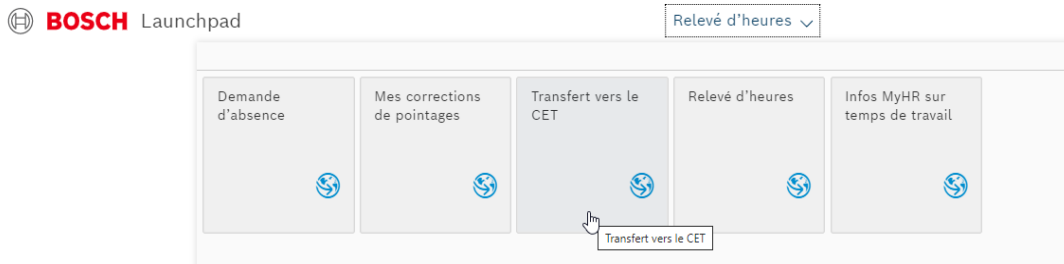 BOSCH Launchpad
Relevé d'heures
Demande
d'absence
Mes corrections
de pointages
Transfert vers le
CET
Relevé d'heures
Infos MyHR sur
temps de travail
Transfert vers le CET